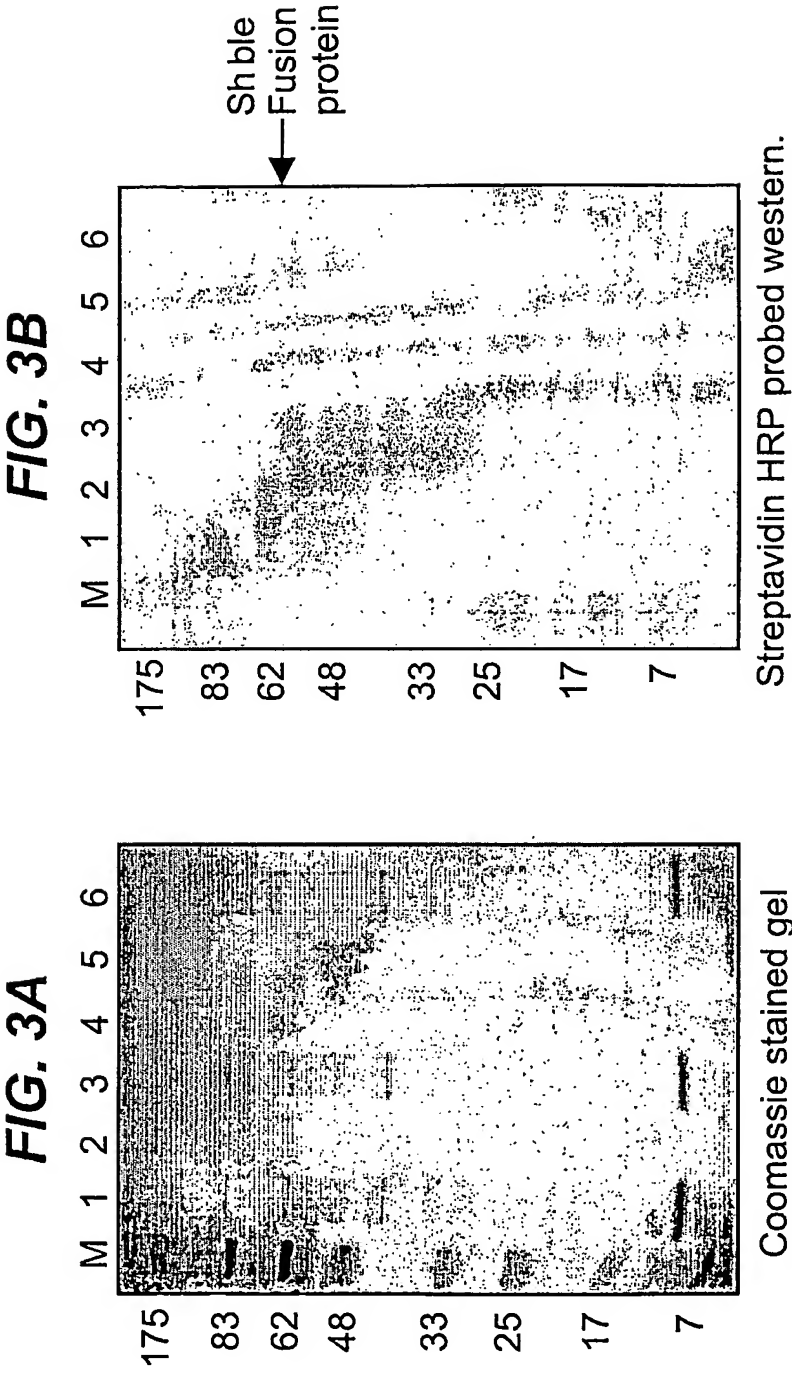 FIG. 3A
M 1 2 3 4 5 6
175
83
62
48
33
25
17
7
Coomassie stained gel
FIG. 3B
M 1 2 3 4 5 6
175
83
62
48
33
25
17
7
Sh ble
Fusion
protein
Streptavidin HRP probed western.